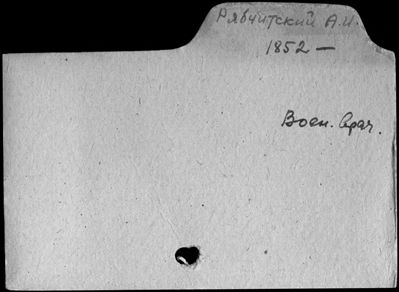 Рябчитский А.И.
1852 —
Воен. врач.